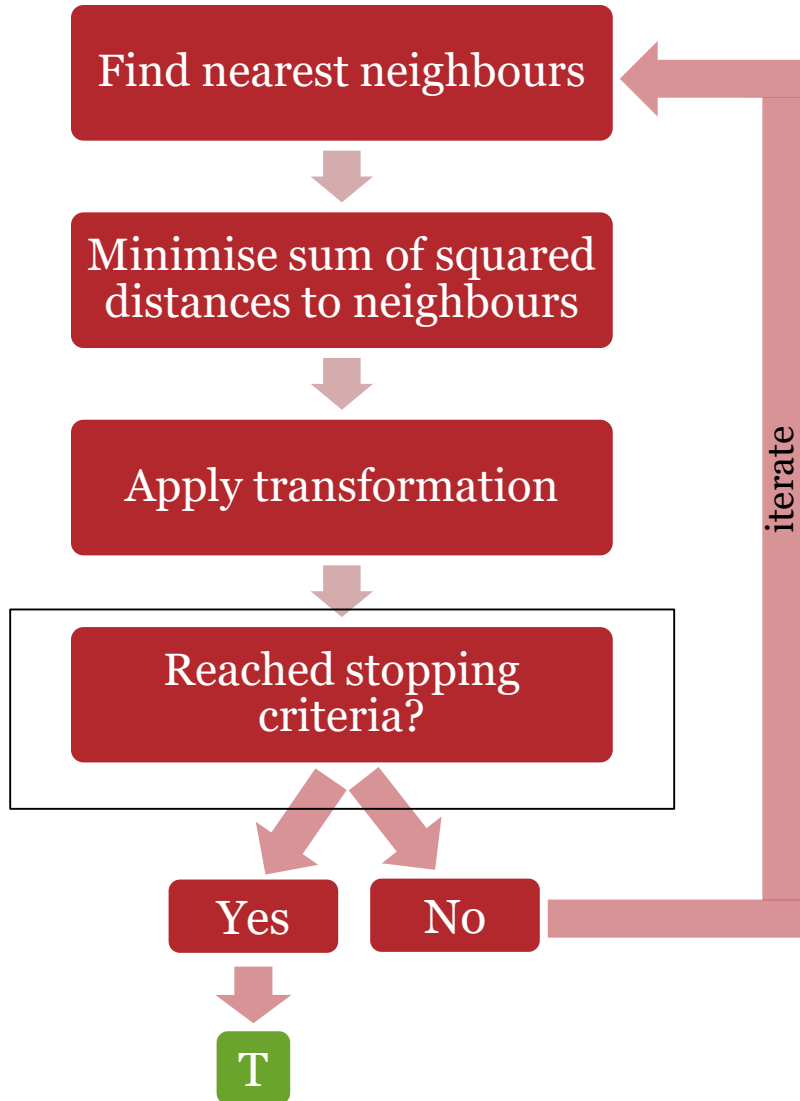 Find nearest neighbours
Minimise sum of squared
distances to neighbours
Apply transformation
iterate
Reached stopping
criteria?
Yes
No
T